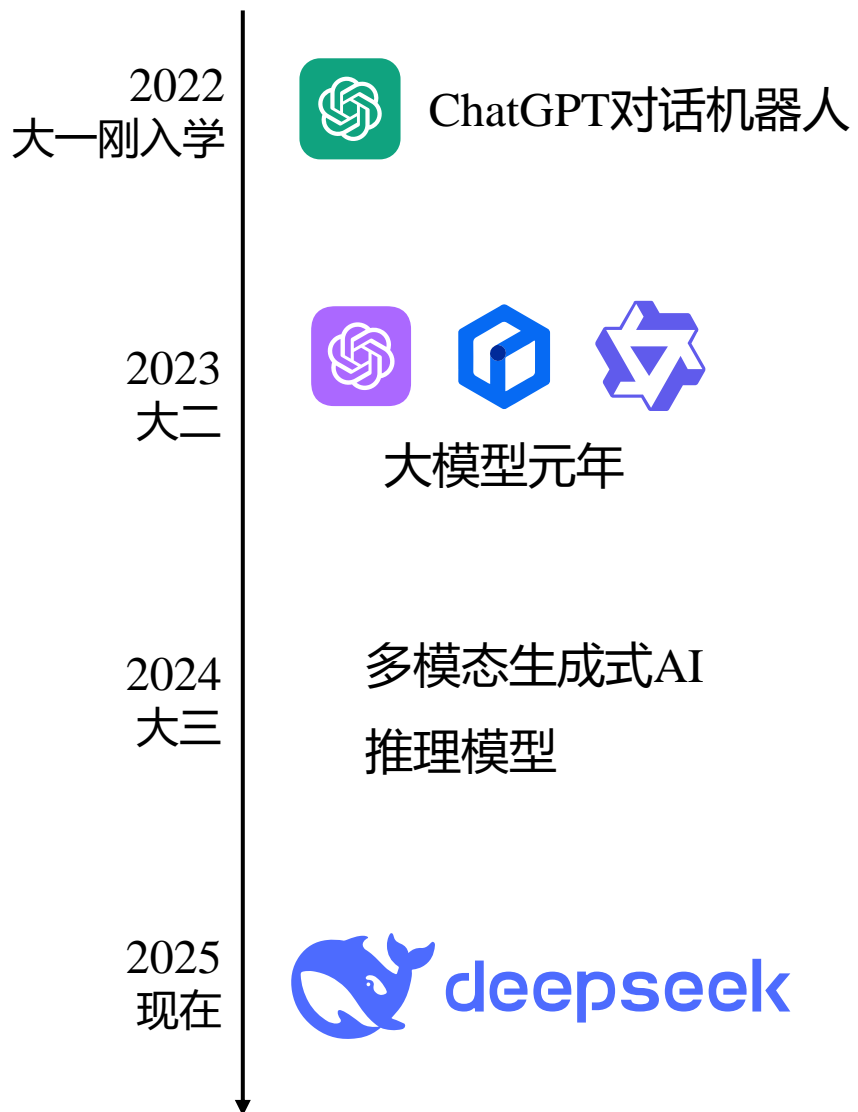 2022
大一刚入学
ChatGPT对话机器人
2023
大二
大模型元年
2024
大三
多模态生成式AI
推理模型
2025
现在
deepseek